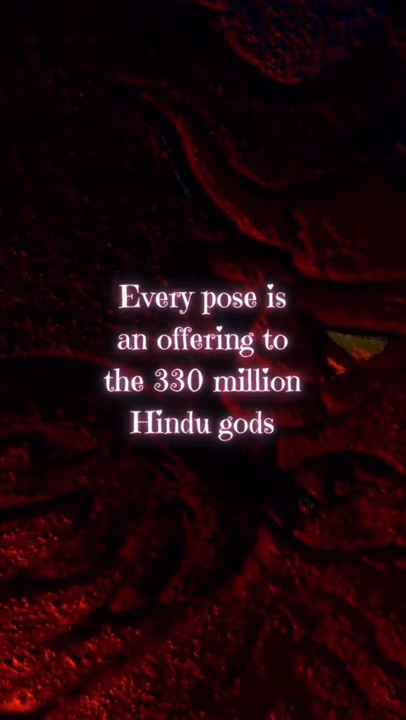 Every pose is
an offering to
the 330 million
Hindu gods